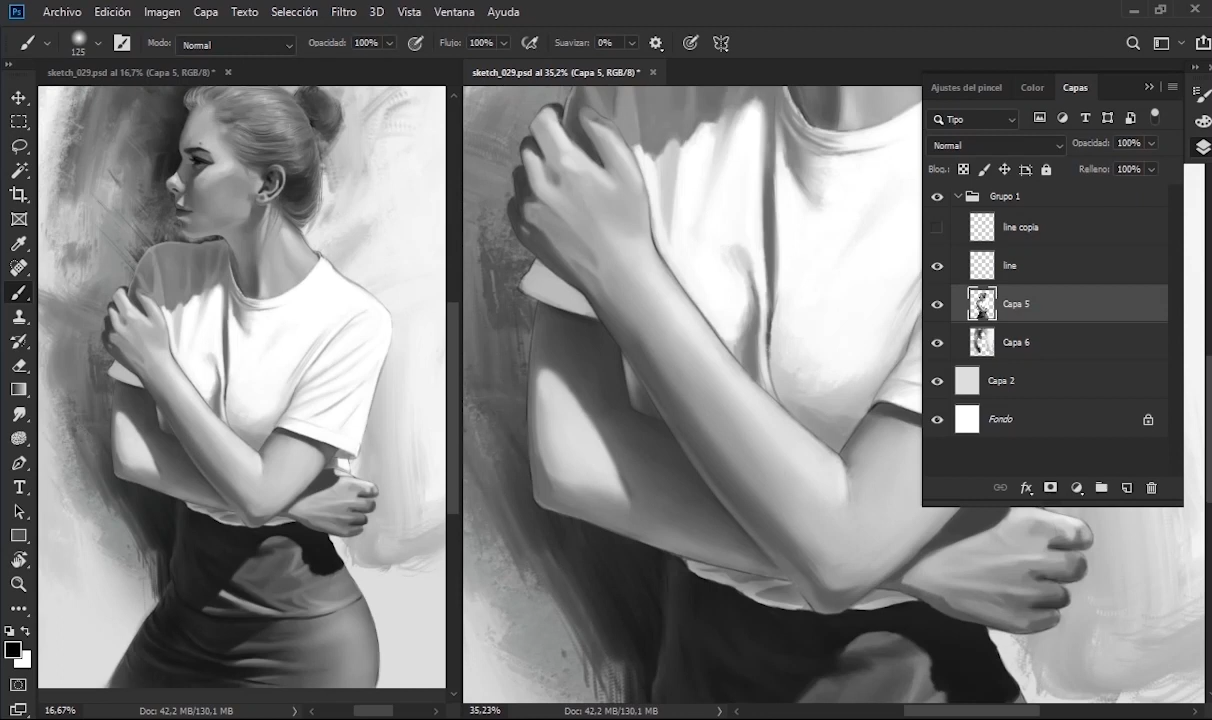 Ps Archivo Edición Imagen Capa Texto Selección Filtro 3D Vista Ventana Ayuda
125 Modo: Normal Opacidad: 100% Flujo: 100% Suavizar: 0%
sketch_029.psd al 16,7% (Capa 5, RGB/8) * sketch_029.psd al 35,2% (Capa 5, RGB/8) *
Ajustes del pincel Color Capas
Tipo
Normal Opacidad: 100%
Bloq.: Relleno: 100%
Grupo 1
line copia
line
Capa 5
Capa 6
Capa 2
Fondo
fx
16.67% Doc: 42,2 MB/130,1 MB 35,23% Doc: 42,2 MB/130,1 MB